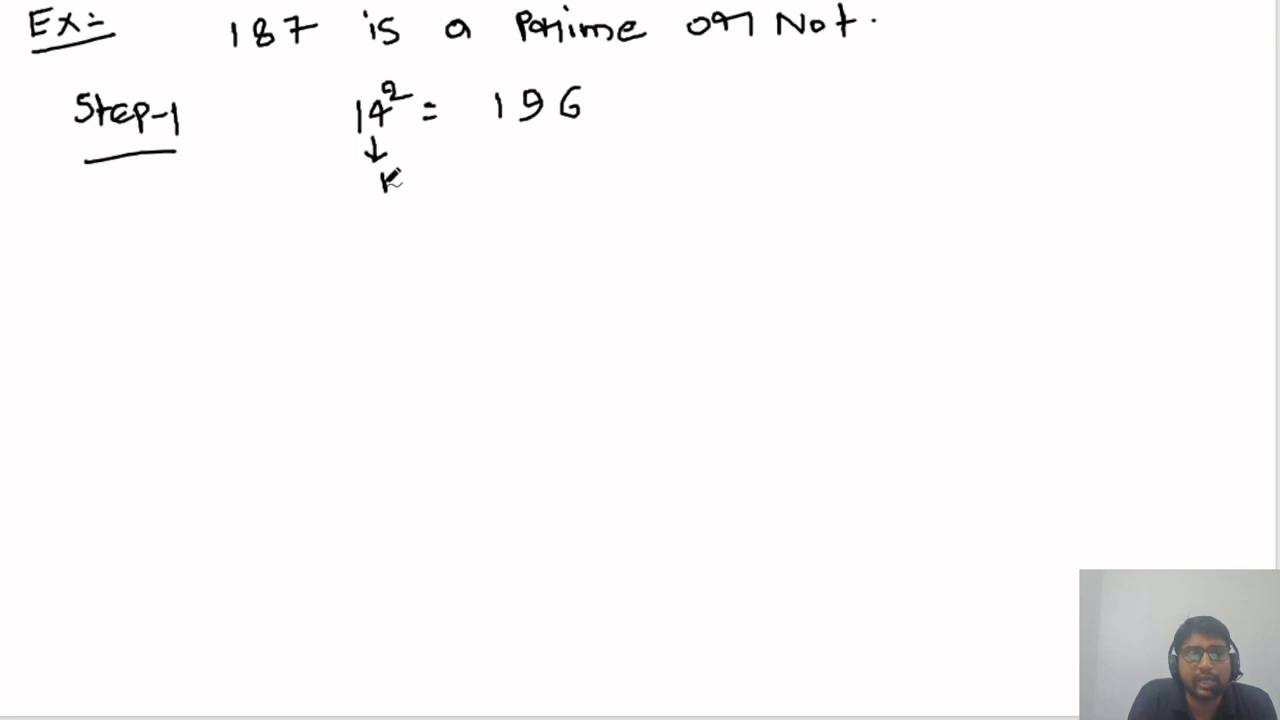 Ex:- 187 is a Prime or Not.
Step-1 14² = 196
↓
K